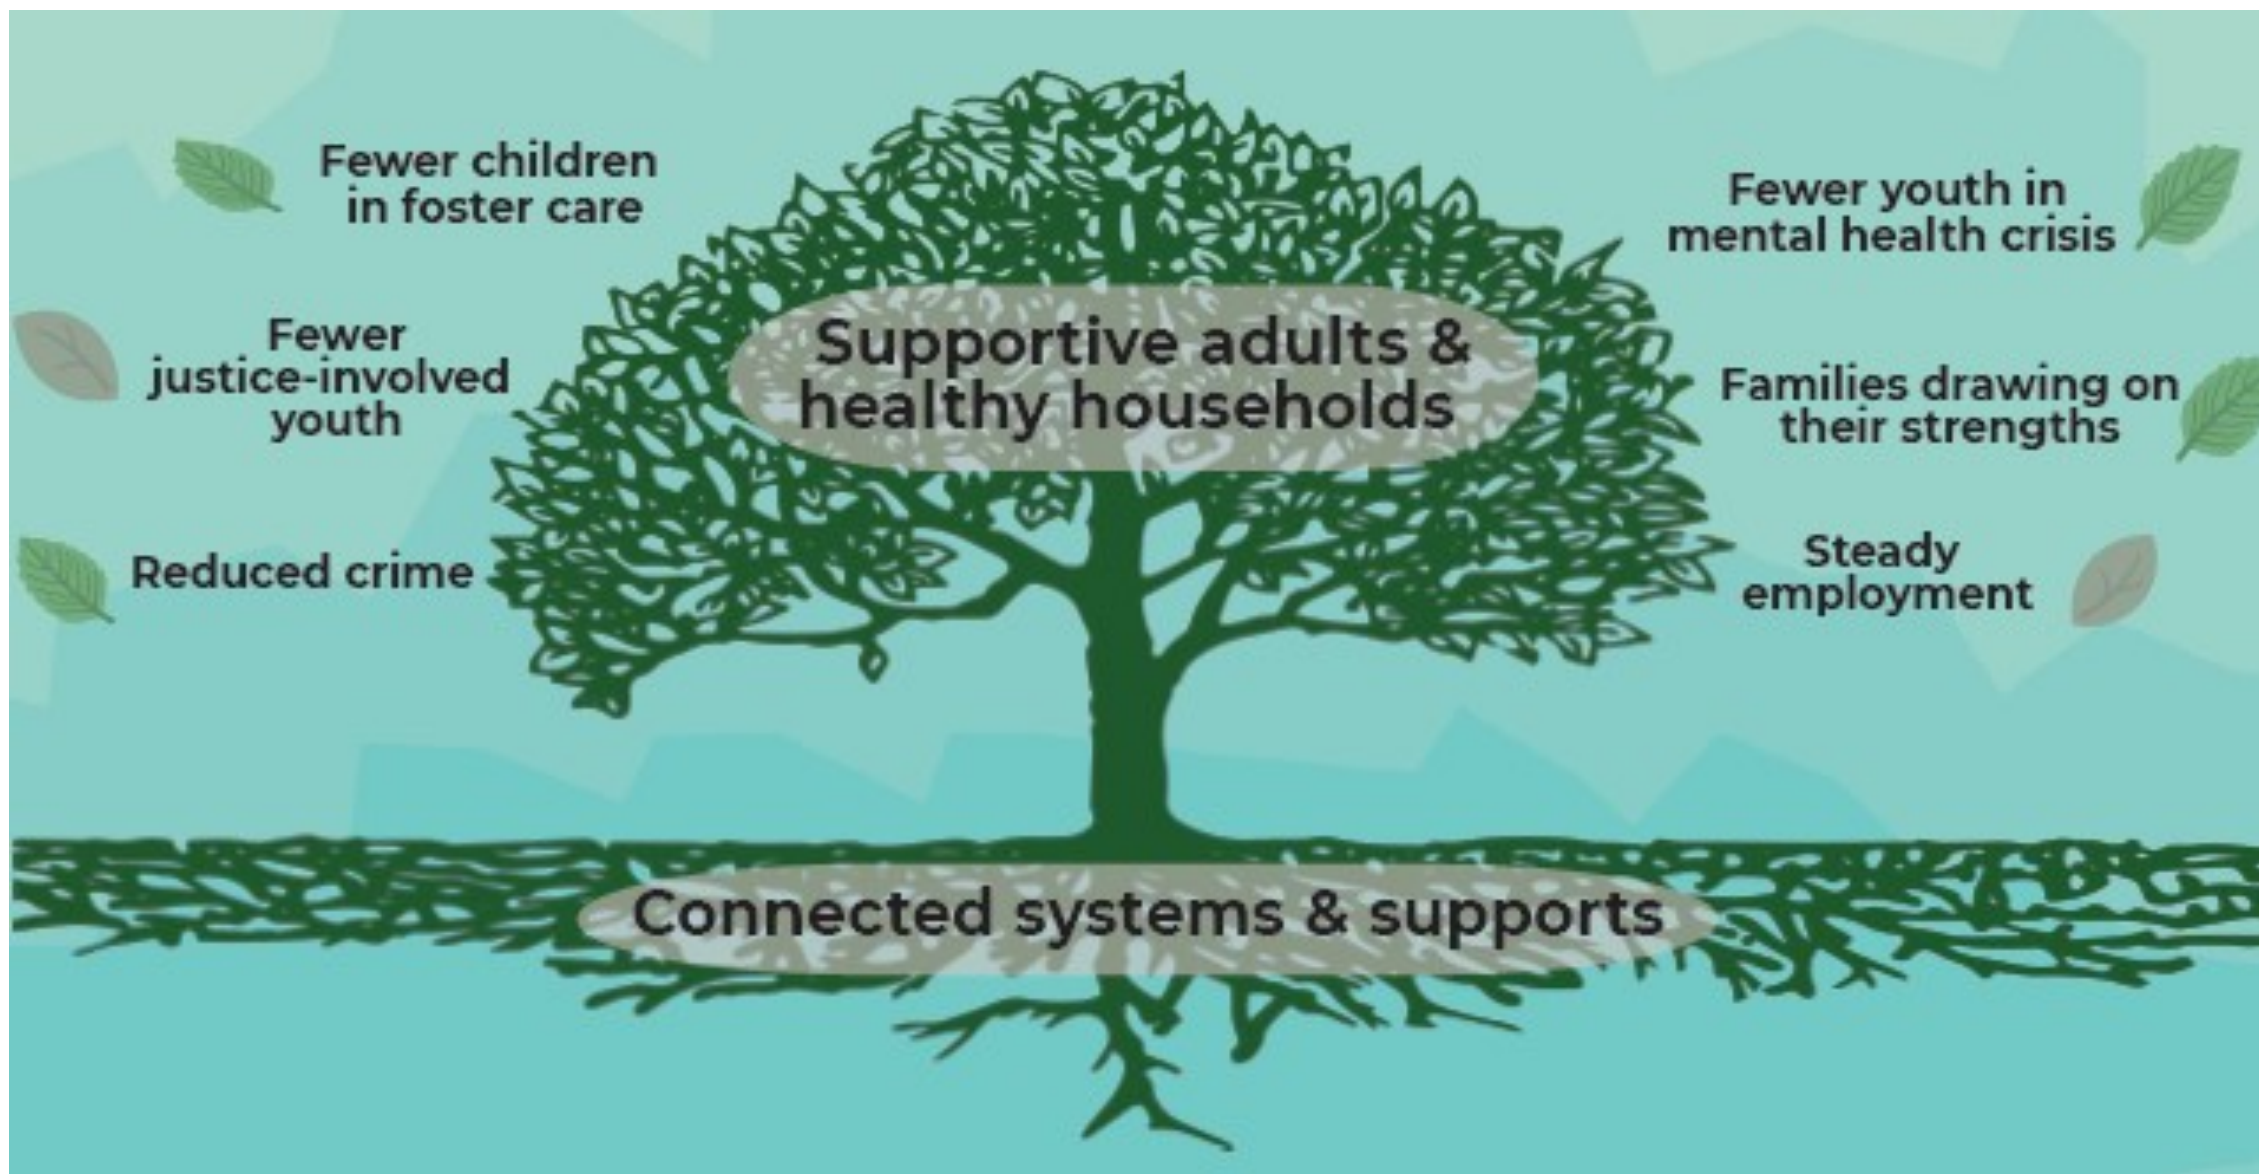 Fewer children
in foster care
Fewer
justice-involved
youth
Reduced crime
Supportive adults &
healthy households
Fewer youth in
mental health crisis
Families drawing on
their strengths
Steady
employment
Connected systems & supports